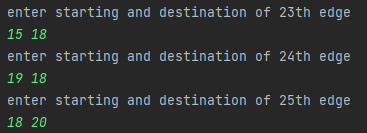 enter starting and destination of 23th edge
15 18
enter starting and destination of 24th edge
19 18
enter starting and destination of 25th edge
18 20